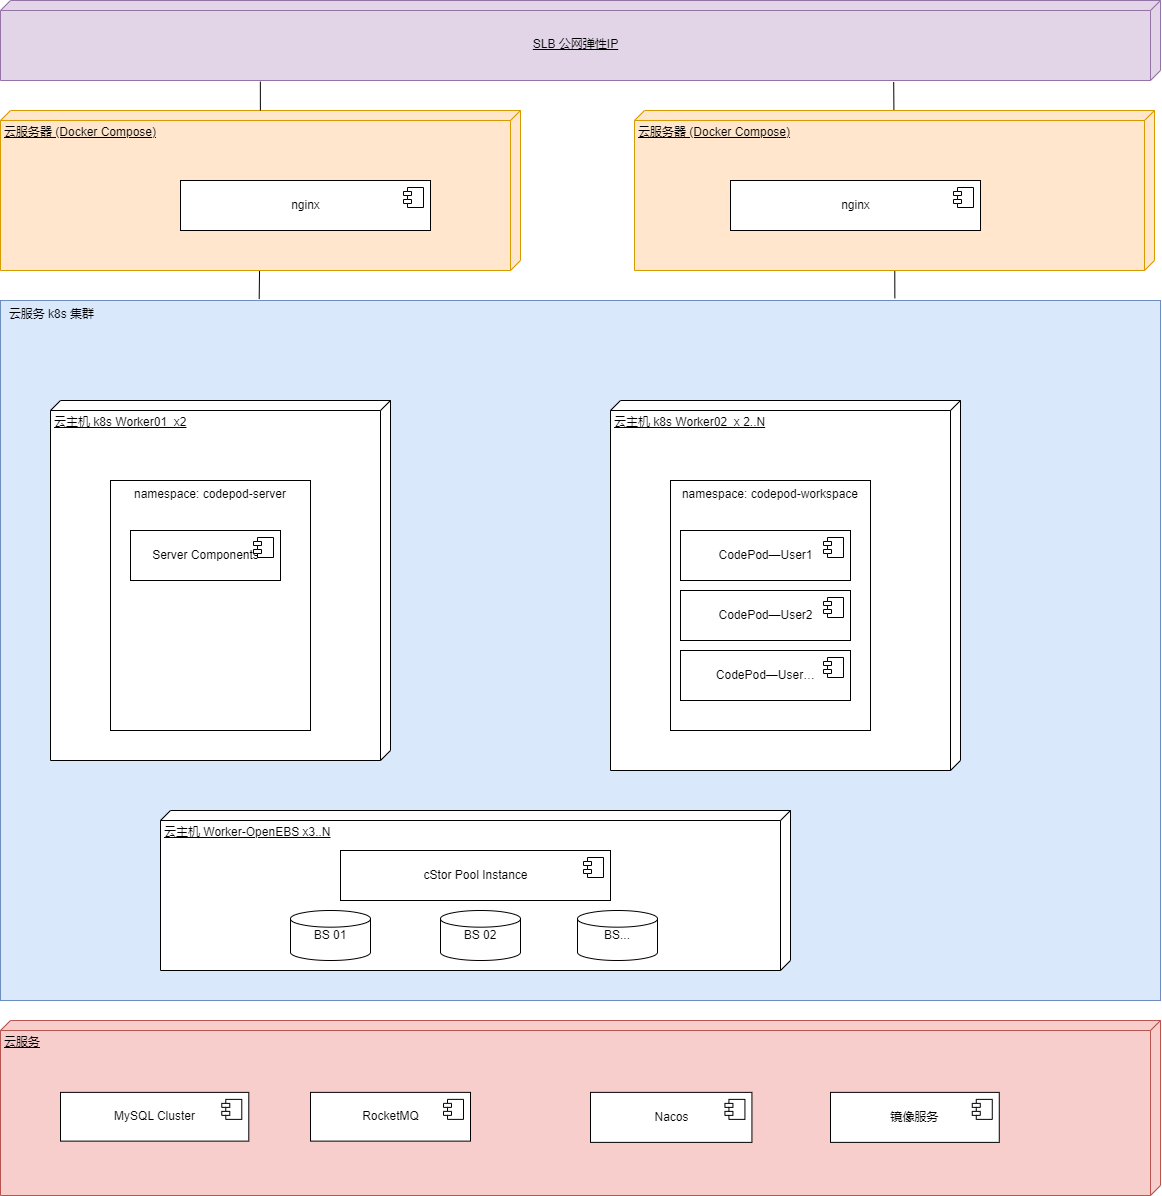 SLB 公网弹性IP
云服务器 (Docker Compose)
云服务器 (Docker Compose)
nginx
nginx
云服务 k8s 集群
云主机 k8s Worker01 x2
云主机 k8s Worker02 x 2..N
namespace: codepod-server
namespace: codepod-workspace
Server Components
CodePod—User1
CodePod—User2
CodePod—User...
云主机 Worker-OpenEBS x3..N
cStor Pool Instance
BS 01
BS 02
BS...
云服务
MySQL Cluster
RocketMQ
Nacos
镜像服务